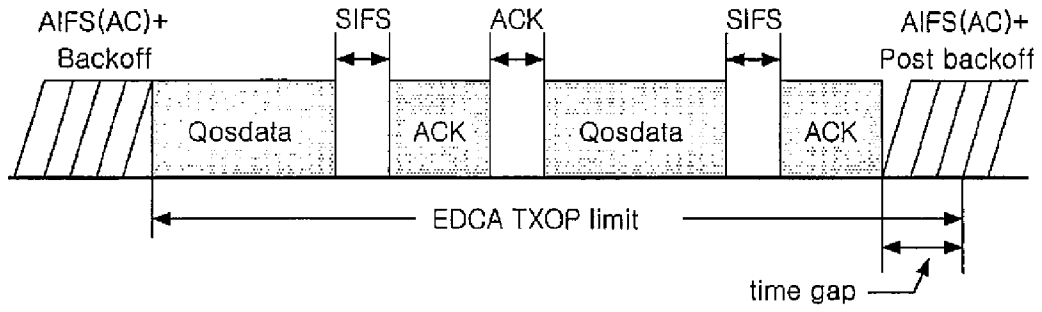 AIFS(AC)+
Backoff
SIFS
ACK
SIFS
AIFS(AC)+
Post backoff
Qosdata
ACK
Qosdata
ACK
EDCA TXOP limit
time gap